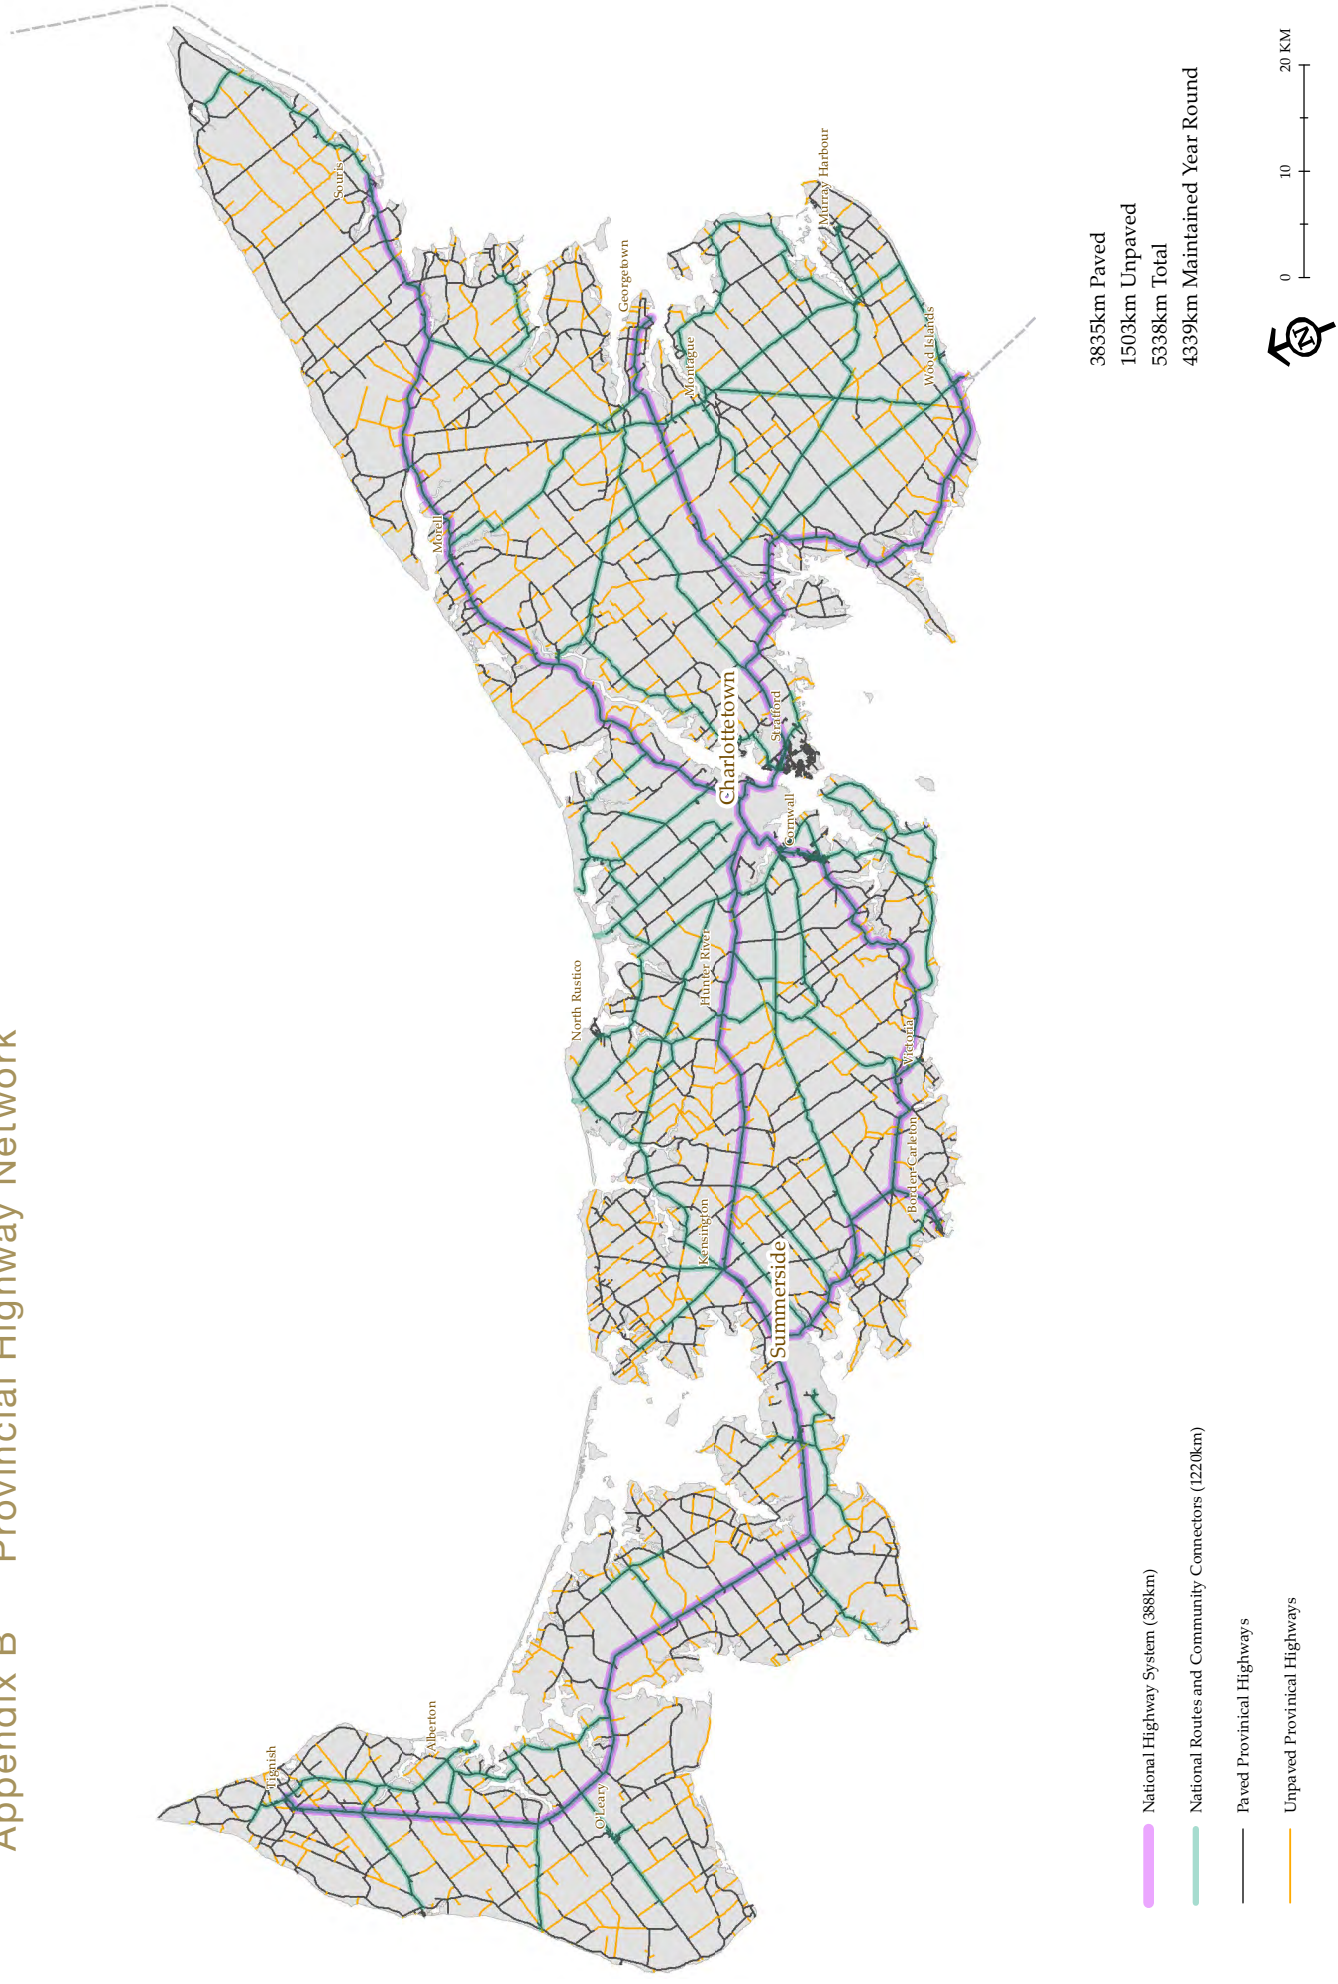 Appendix B Provincial Highway Network
Tignish
Alberton
O'Leary
Summerside
Kensington
Borden-Carleton
Victoria
North Rustico
Hunter River
Cornwall
Charlottetown
Stratford
Morell
Montague
Georgetown
Souris
Wood Islands
Murray Harbour
National Highway System (388km)
National Routes and Community Connectors (1220km)
Paved Provinical Highways
Unpaved Provinical Highways
3835km Paved
1503km Unpaved
5338km Total
4339km Maintained Year Round
0 10 20 KM
N